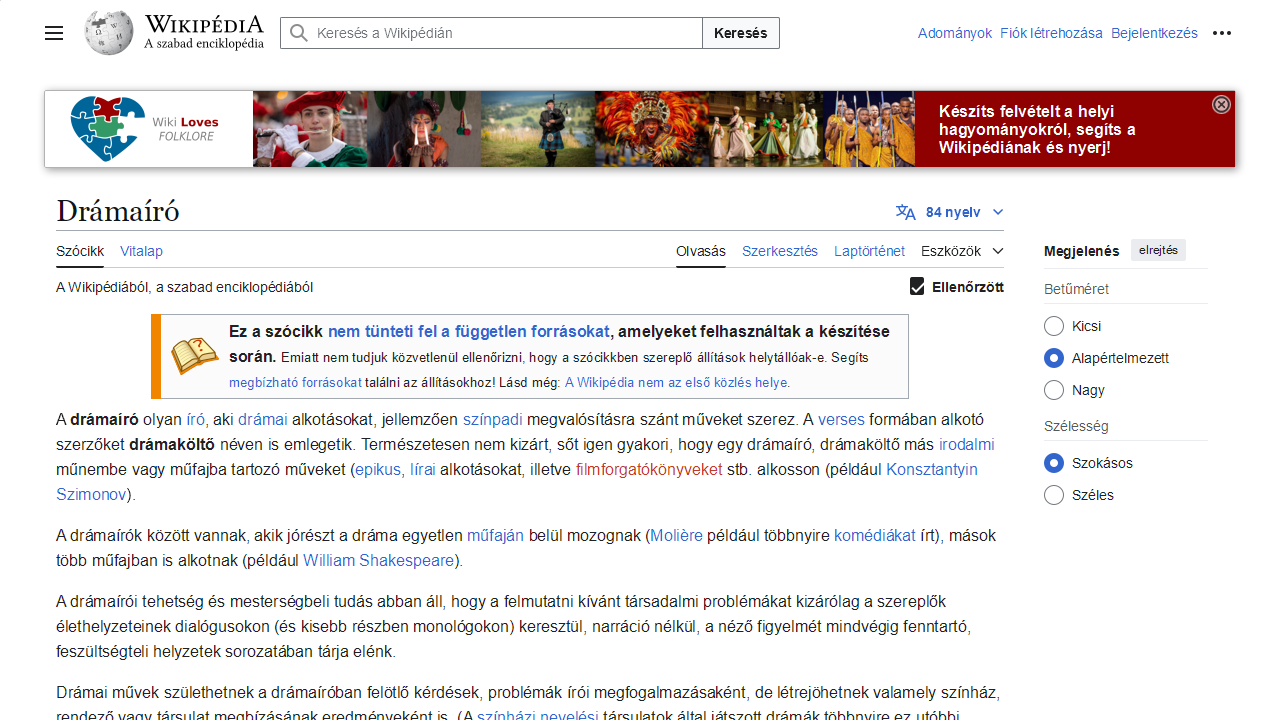 WIKIPÉDIA
A szabad enciklopédia
Keresés a Wikipédián
Keresés
Adományok
Fiók létrehozása
Bejelentkezés
Wiki Loves
FOLKLORE
Készíts felvételt a helyi
hagyományokról, segíts a
Wikipédiának és nyerj!
Drámaíró
84 nyelv
Szócikk
Vitalap
Olvasás
Szerkesztés
Laptörténet
Eszközök
A Wikipédiából, a szabad enciklopédiából
Ellenőrzött
Ez a szócikk nem tünteti fel a független forrásokat, amelyeket felhasználtak a készítése
során. Emiatt nem tudjuk közvetlenül ellenőrizni, hogy a szócikkben szereplő állítások helytállóak-e. Segíts
megbízható forrásokat találni az állításokhoz! Lásd még: A Wikipédia nem az első közlés helye.
A drámaíró olyan író, aki drámai alkotásokat, jellemzően színpadi megvalósításra szánt műveket szerez. A verses formában alkotó
szerzőket drámaköltő néven is emlegetik. Természetesen nem kizárt, sőt igen gyakori, hogy egy drámaíró, drámaköltő más irodalmi
műnembe vagy műfajba tartozó műveket (epikus, lírai alkotásokat, illetve filmforgatókönyveket stb. alkosson (például Konsztantyin
Szimonov).
A drámaírók között vannak, akik jórészt a dráma egyetlen műfaján belül mozognak (Molière például többnyire komédiákat írt), mások
több műfajban is alkotnak (például William Shakespeare).
A drámaírói tehetség és mesterségbeli tudás abban áll, hogy a felmutatni kívánt társadalmi problémákat kizárólag a szereplők
élethelyzeteinek dialógusokon (és kisebb részben monológokon) keresztül, narráció nélkül, a néző figyelmét mindvégig fenntartó,
feszültségteli helyzetek sorozatában tárja elénk.
Drámai művek születhetnek a drámaíróban felötlő kérdések, problémák írói megfogalmazásaként, de létrejöhetnek valamely színház,
rendező vagy társulat megbízásának eredményeként is. (A színházi nevelési társulatok által játszott drámák többnyire ez utóbbi
Megjelenés
elrejtés
Betűméret
Kicsi
Alapértelmezett
Nagy
Szélesség
Szokásos
Széles